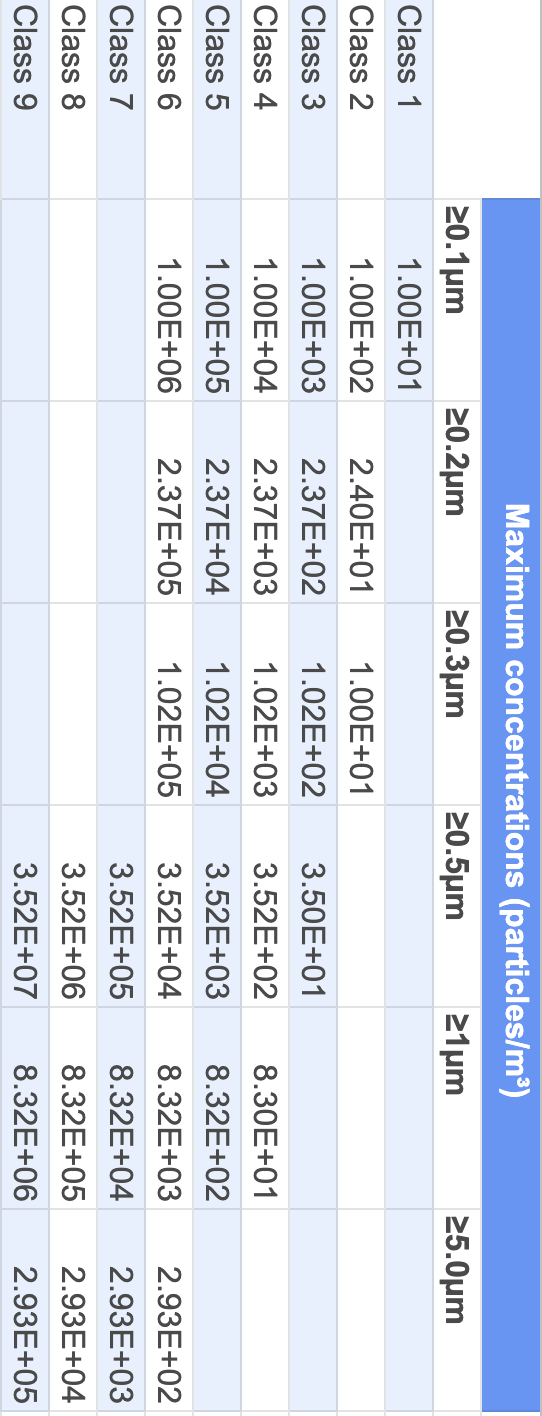 Maximum concentrations (particles/m³)
≥0.1μm ≥0.2μm ≥0.3μm ≥0.5μm ≥1μm ≥5.0μm
Class 1 1.00E+01
Class 2 1.00E+02 2.40E+01 1.00E+01
Class 3 1.00E+03 2.37E+02 1.02E+02 3.50E+01
Class 4 1.00E+04 2.37E+03 1.02E+03 3.52E+02 8.30E+01
Class 5 1.00E+05 2.37E+04 1.02E+04 3.52E+03 8.32E+02
Class 6 1.00E+06 2.37E+05 1.02E+05 3.52E+04 8.32E+03 2.93E+02
Class 7 3.52E+05 8.32E+04 2.93E+03
Class 8 3.52E+06 8.32E+05 2.93E+04
Class 9 3.52E+07 8.32E+06 2.93E+05